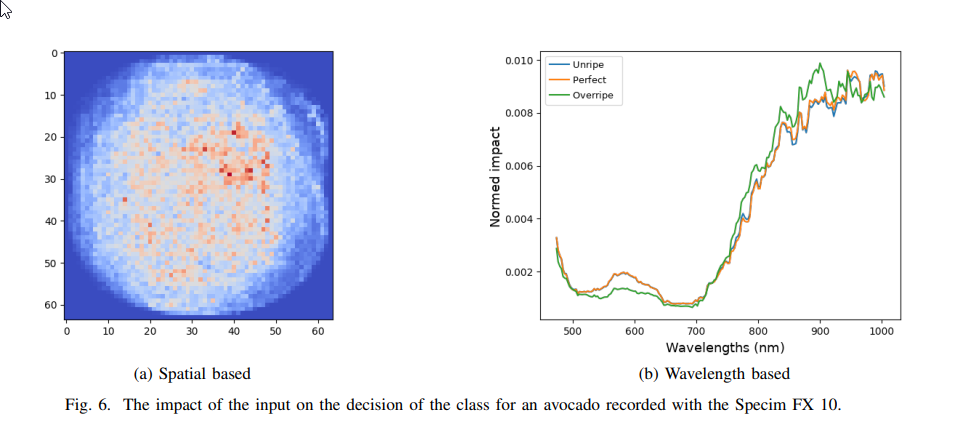 0
10
20
30
40
50
60
0 10 20 30 40 50 60
(a) Spatial based
Normed impact
0.010
0.008
0.006
0.004
0.002
Unripe
Perfect
Overripe
500 600 700 800 900 1000
Wavelengths (nm)
(b) Wavelength based
Fig. 6. The impact of the input on the decision of the class for an avocado recorded with the Specim FX 10.